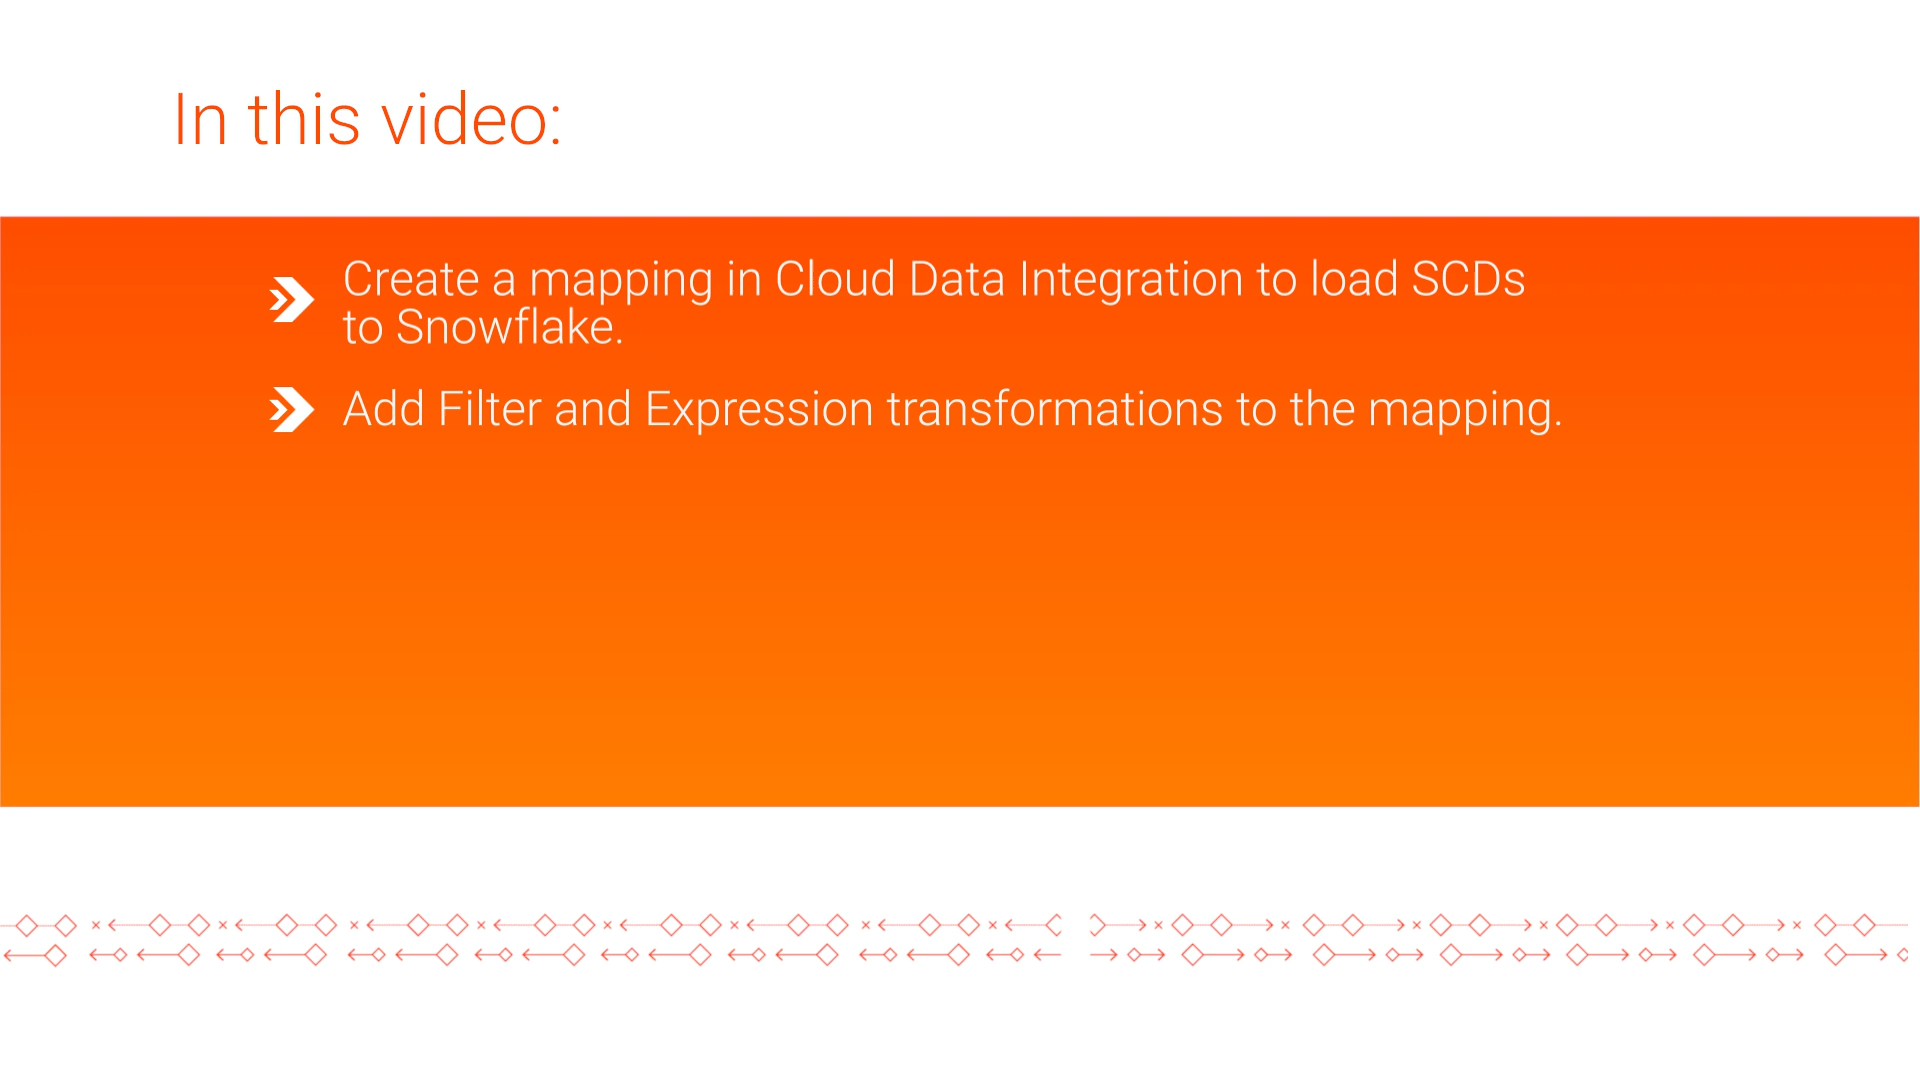 In this video:
Create a mapping in Cloud Data Integration to load SCDs
to Snowflake.
Add Filter and Expression transformations to the mapping.